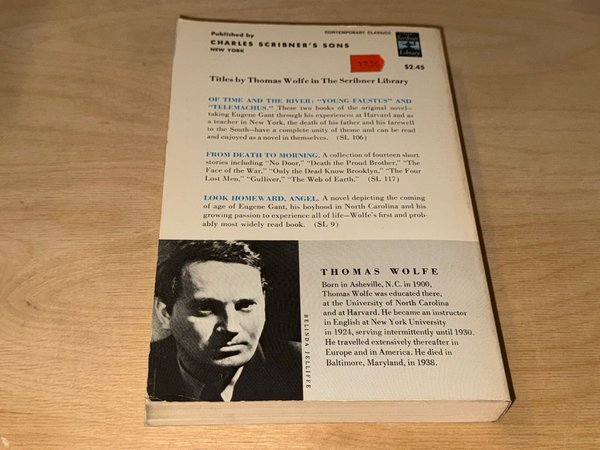 Published by
CHARLES SCRIBNER'S SONS
NEW YORK
CONTEMPORARY CLASSICS
Scribner
Library
$2.45
Titles by Thomas Wolfe in The Scribner Library
OF TIME AND THE RIVER: "YOUNG FAUSTUS" AND
"TELEMACHUS." These two books of the original novel—
taking Eugene Gant through his experiences at Harvard and as
a teacher in New York, the death of his father and his farewell
to the South—have a complete unity of theme and can be read
and enjoyed as a novel in themselves. (SL 106)
FROM DEATH TO MORNING. A collection of fourteen short
stories including "No Door," "Death the Proud Brother," "The
Face of the War," "Only the Dead Know Brooklyn," "The Four
Lost Men," "Gulliver," "The Web of Earth." (SL 117)
LOOK HOMEWARD, ANGEL. A novel depicting the coming
of age of Eugene Gant, his boyhood in North Carolina and his
growing passion to experience all of life—Wolfe's first and prob-
ably most widely read book. (SL 9)
THOMAS WOLFE
Born in Asheville, N.C. in 1900,
Thomas Wolfe was educated there,
at the University of North Carolina
and at Harvard. He became an instructor
in English at New York University
in 1924, serving intermittently until 1930.
He travelled extensively thereafter in
Europe and in America. He died in
Baltimore, Maryland, in 1938.
BELINDA JELLIFFE